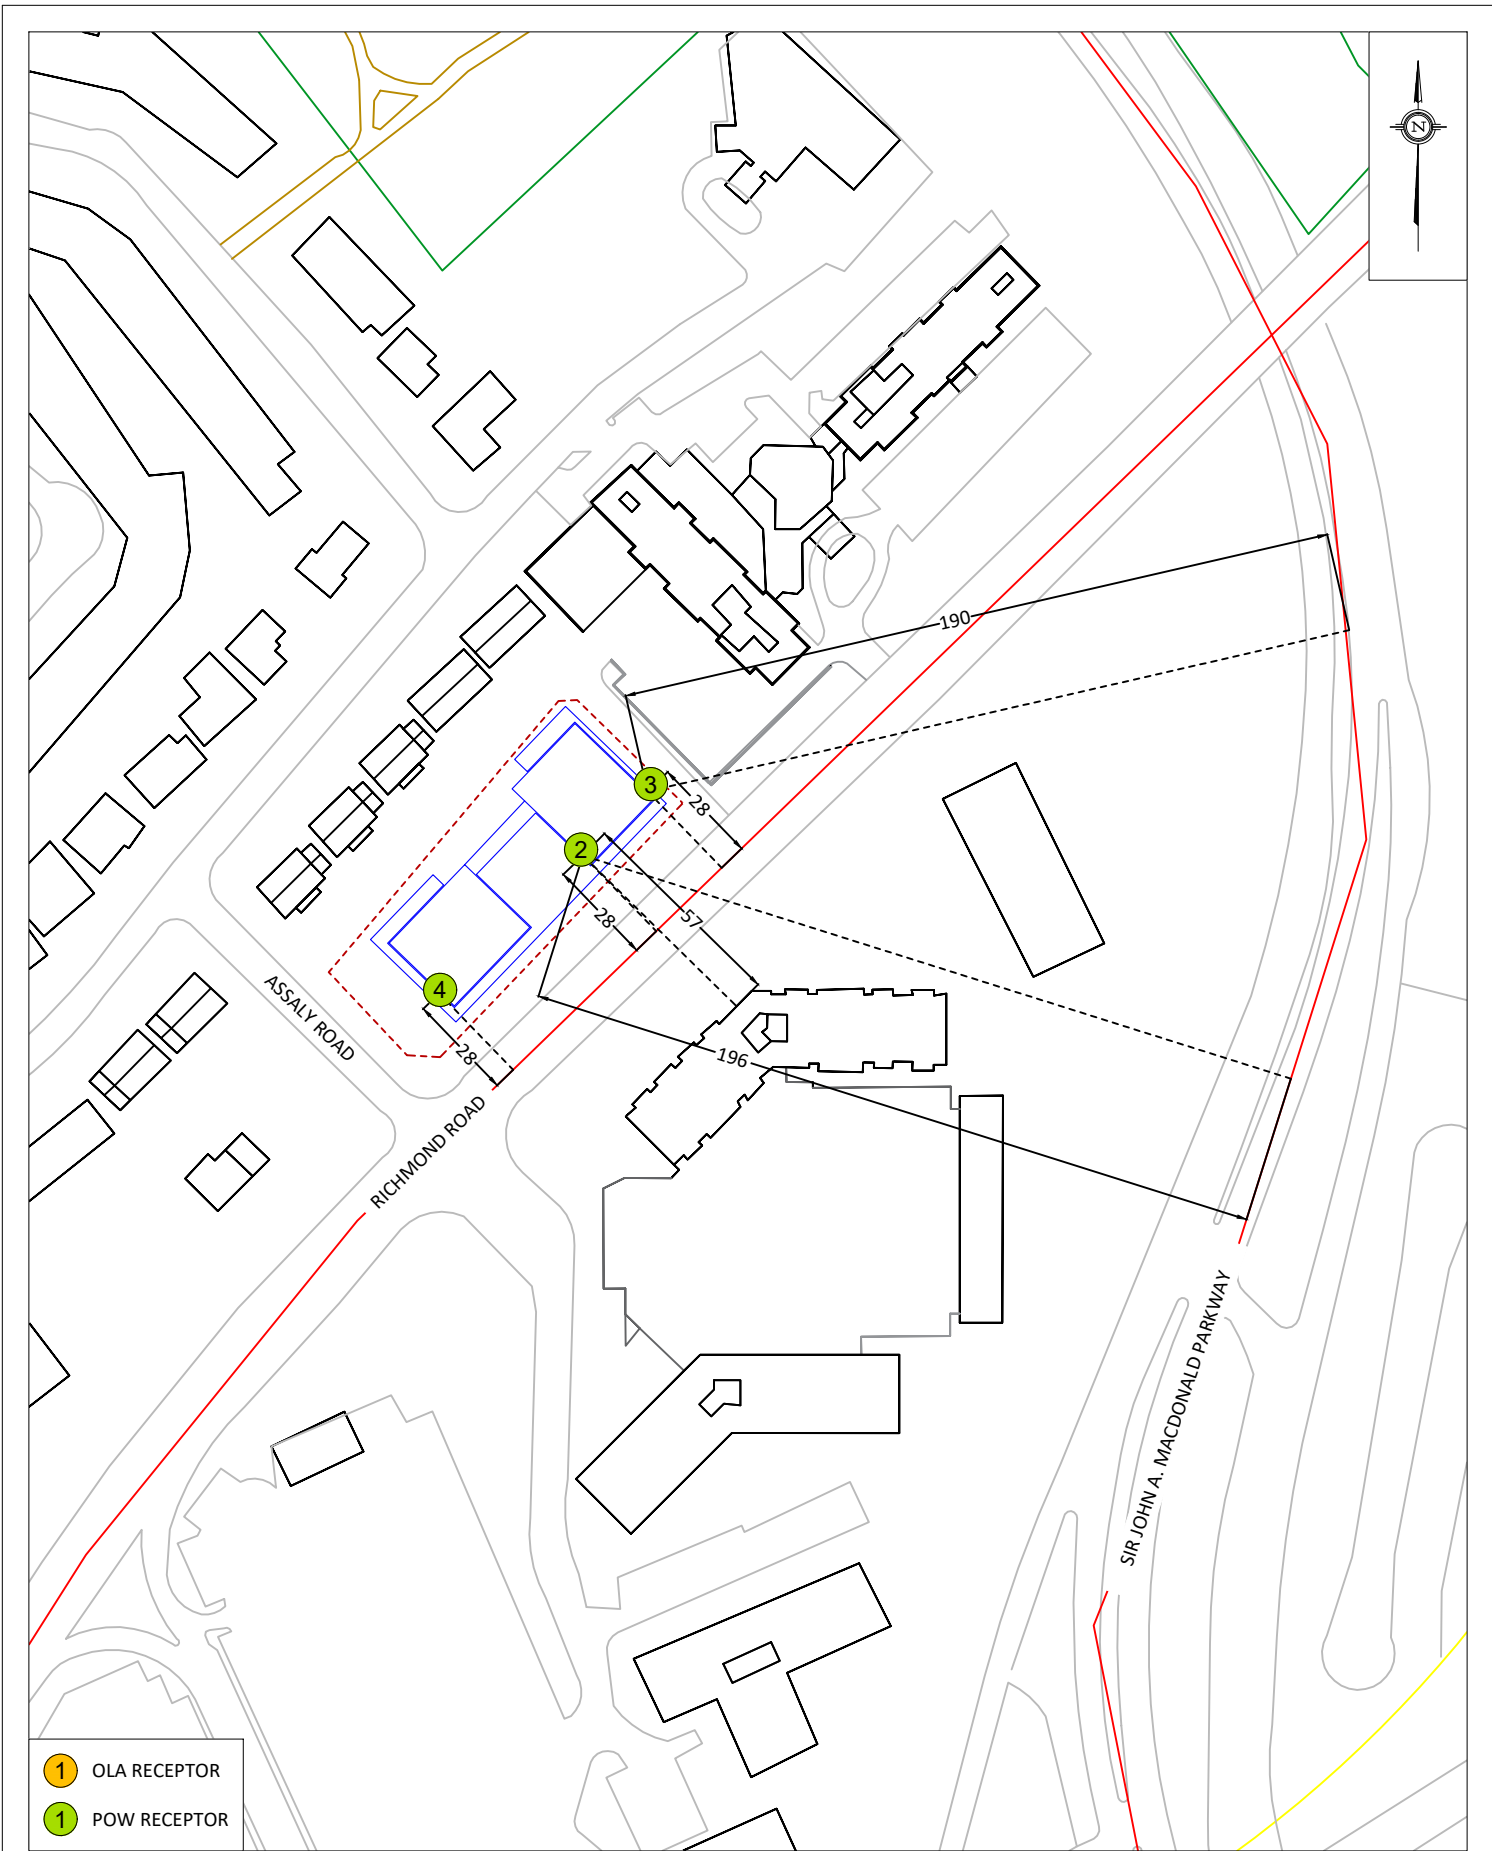 N
190
3
28
2
57
28
4
28
ASSALY ROAD
196
RICHMOND ROAD
SIR JOHN A. MACDONALD PARKWAY
1 OLA RECEPTOR
1 POW RECEPTOR